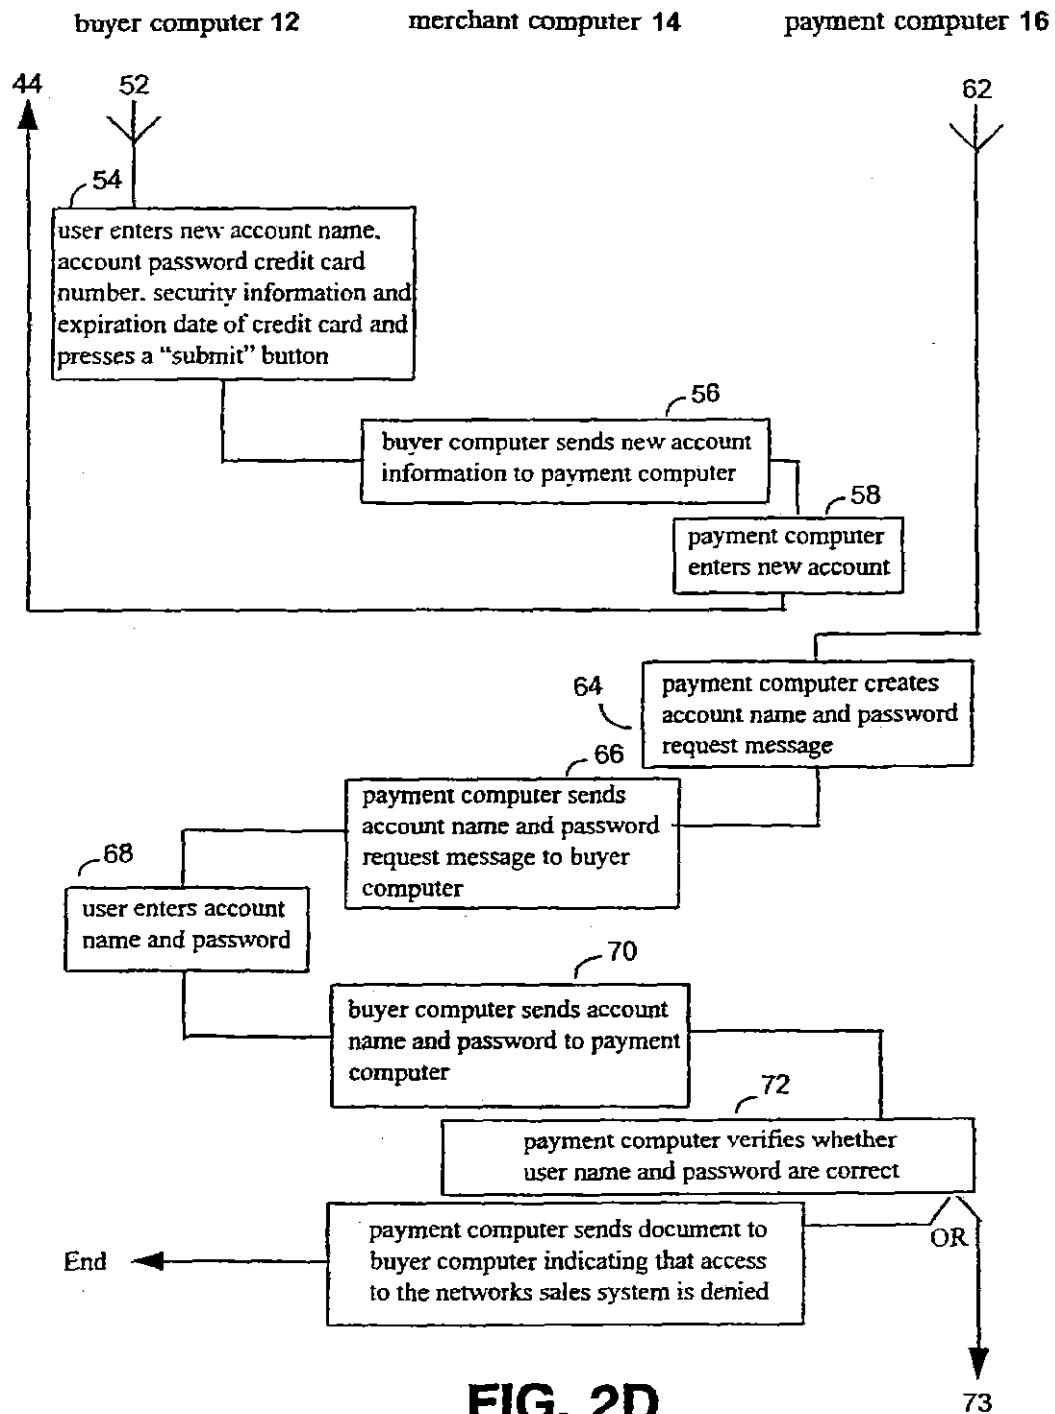 buyer computer 12 merchant computer 14 payment computer 16
44 52 62
54
user enters new account name.
account password credit card
number. security information and
expiration date of credit card and
presses a “submit” button
56
buyer computer sends new account
information to payment computer
58
payment computer
enters new account
64
payment computer creates
account name and password
request message
66
payment computer sends
account name and password
request message to buyer
computer
68
user enters account
name and password
70
buyer computer sends account
name and password to payment
computer
72
payment computer verifies whether
user name and password are correct
OR
payment computer sends document to
buyer computer indicating that access
to the networks sales system is denied
End
73
FIG. 2D